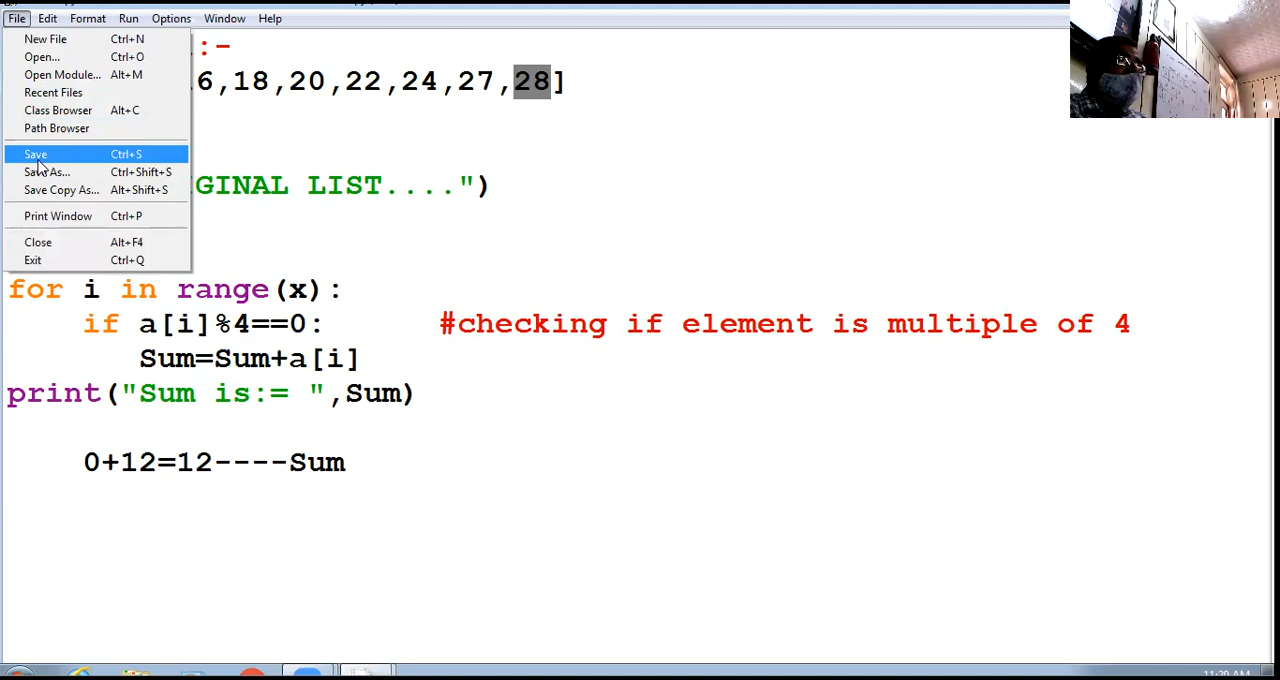 File Edit Format Run Options Window Help
New File Ctrl+N
Open... Ctrl+O
Open Module... Alt+M
Recent Files
Class Browser Alt+C
Path Browser
Save Ctrl+S
Save As... Ctrl+Shift+S
Save Copy As... Alt+Shift+S
Print Window Ctrl+P
Close Alt+F4
Exit Ctrl+Q
:-
6,18,20,22,24,27,28]
GINAL LIST....")
for i in range(x):
if a[i]%4==0: #checking if element is multiple of 4
Sum=Sum+a[i]
print("Sum is:= ",Sum)
0+12=12----Sum